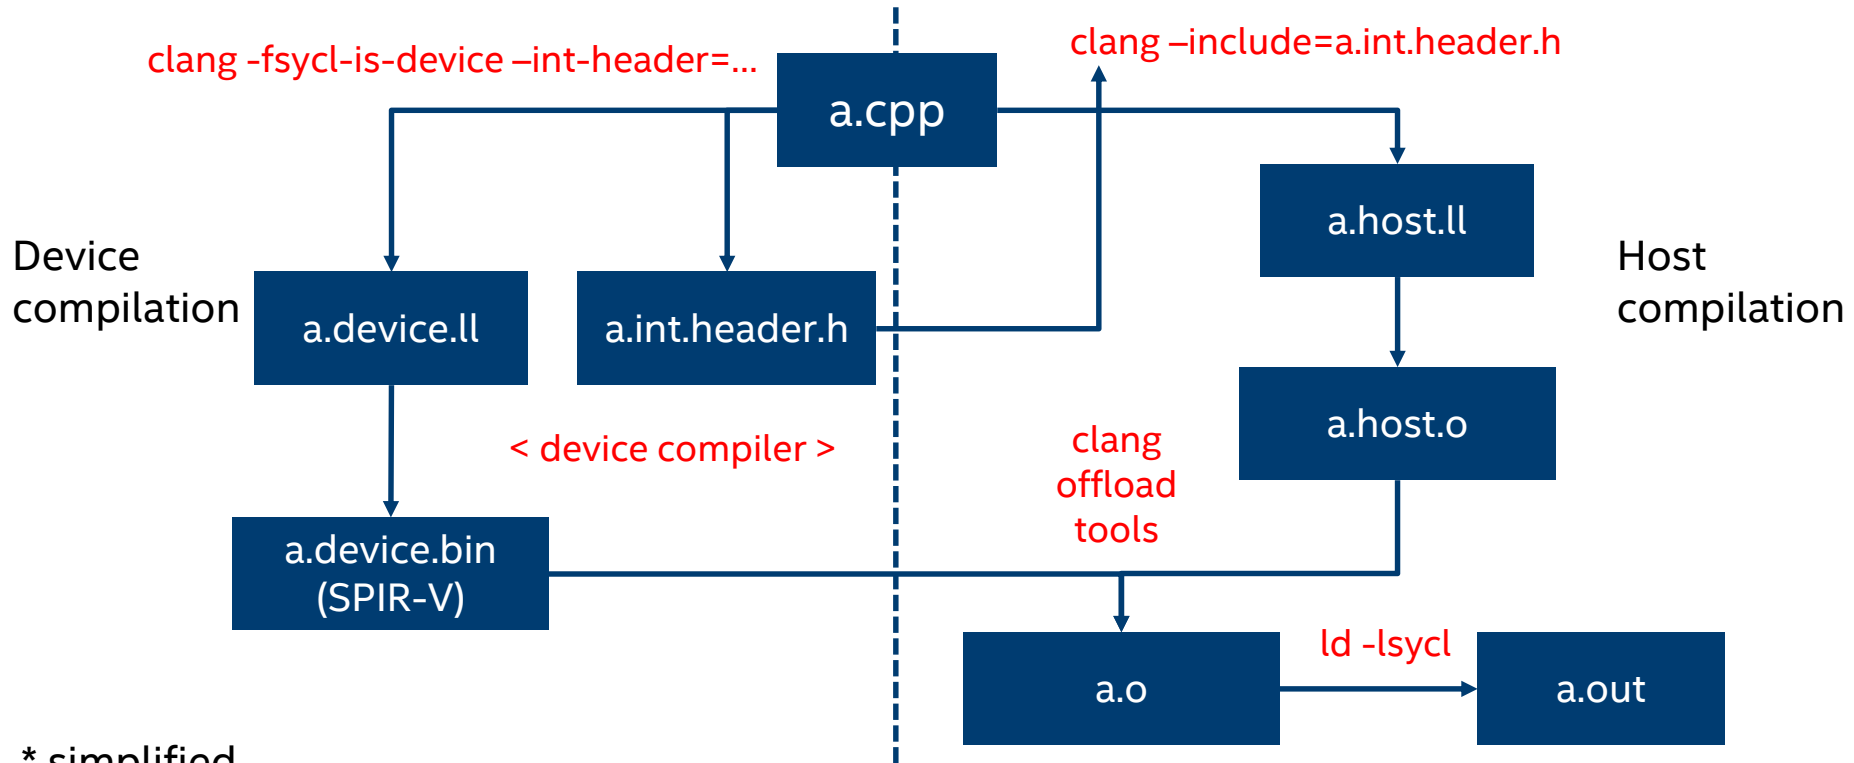 clang -fsycl-is-device –int-header=...
clang –include=a.int.header.h
a.cpp
a.host.ll
Device
compilation
Host
compilation
a.device.ll
a.int.header.h
a.host.o
< device compiler >
clang
offload
tools
a.device.bin
(SPIR-V)
ld -lsycl
a.o
a.out
* simplified